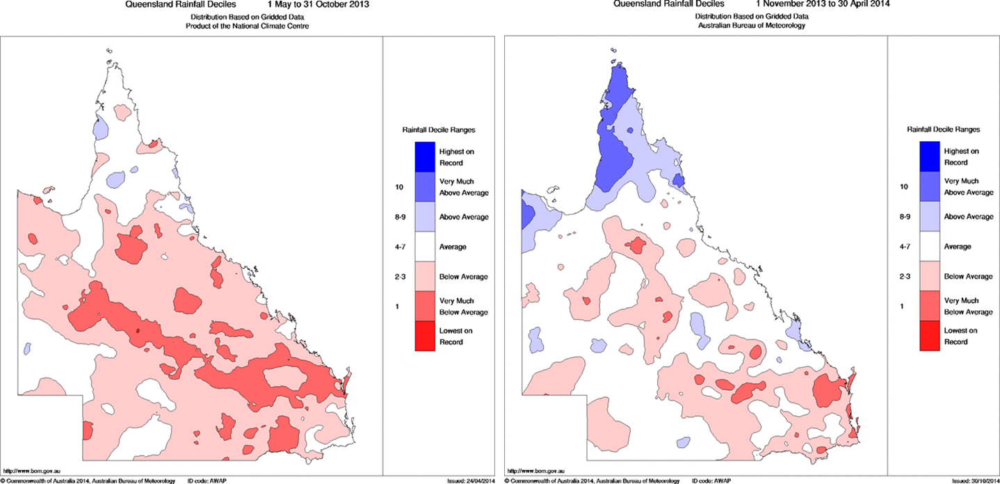 Queensland Rainfall Deciles 1 May to 31 October 2013
Distribution Based on Gridded Data
Product of the National Climate Centre
Rainfall Decile Ranges
Highest on
Record
10
Very Much
Above Average
8-9
Above Average
4-7
Average
2-3
Below Average
1
Very Much
Below Average
Lowest on
Record
http://www.bom.gov.au
© Commonwealth of Australia 2014, Australian Bureau of Meteorology ID code: AWAP Issued: 24/04/2014
Queensland Rainfall Deciles 1 November 2013 to 30 April 2014
Distribution Based on Gridded Data
Australian Bureau of Meteorology
Rainfall Decile Ranges
Highest on
Record
10
Very Much
Above Average
8-9
Above Average
4-7
Average
2-3
Below Average
1
Very Much
Below Average
Lowest on
Record
http://www.bom.gov.au
© Commonwealth of Australia 2014, Australian Bureau of Meteorology ID code: AWAP Issued: 30/10/2014